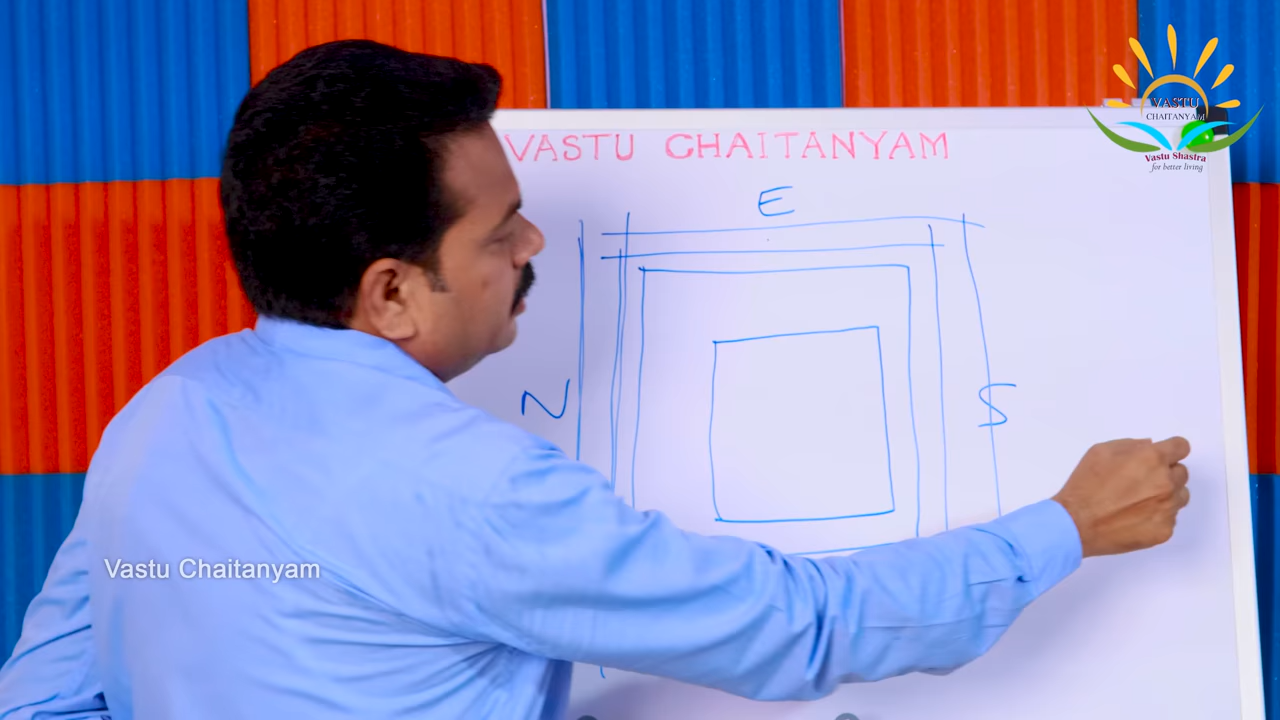 VASTU CHAITANYAM
VASTU
CHAITANYAM
Vastu Shastra
for better living
E
N
S
Vastu Chaitanyam